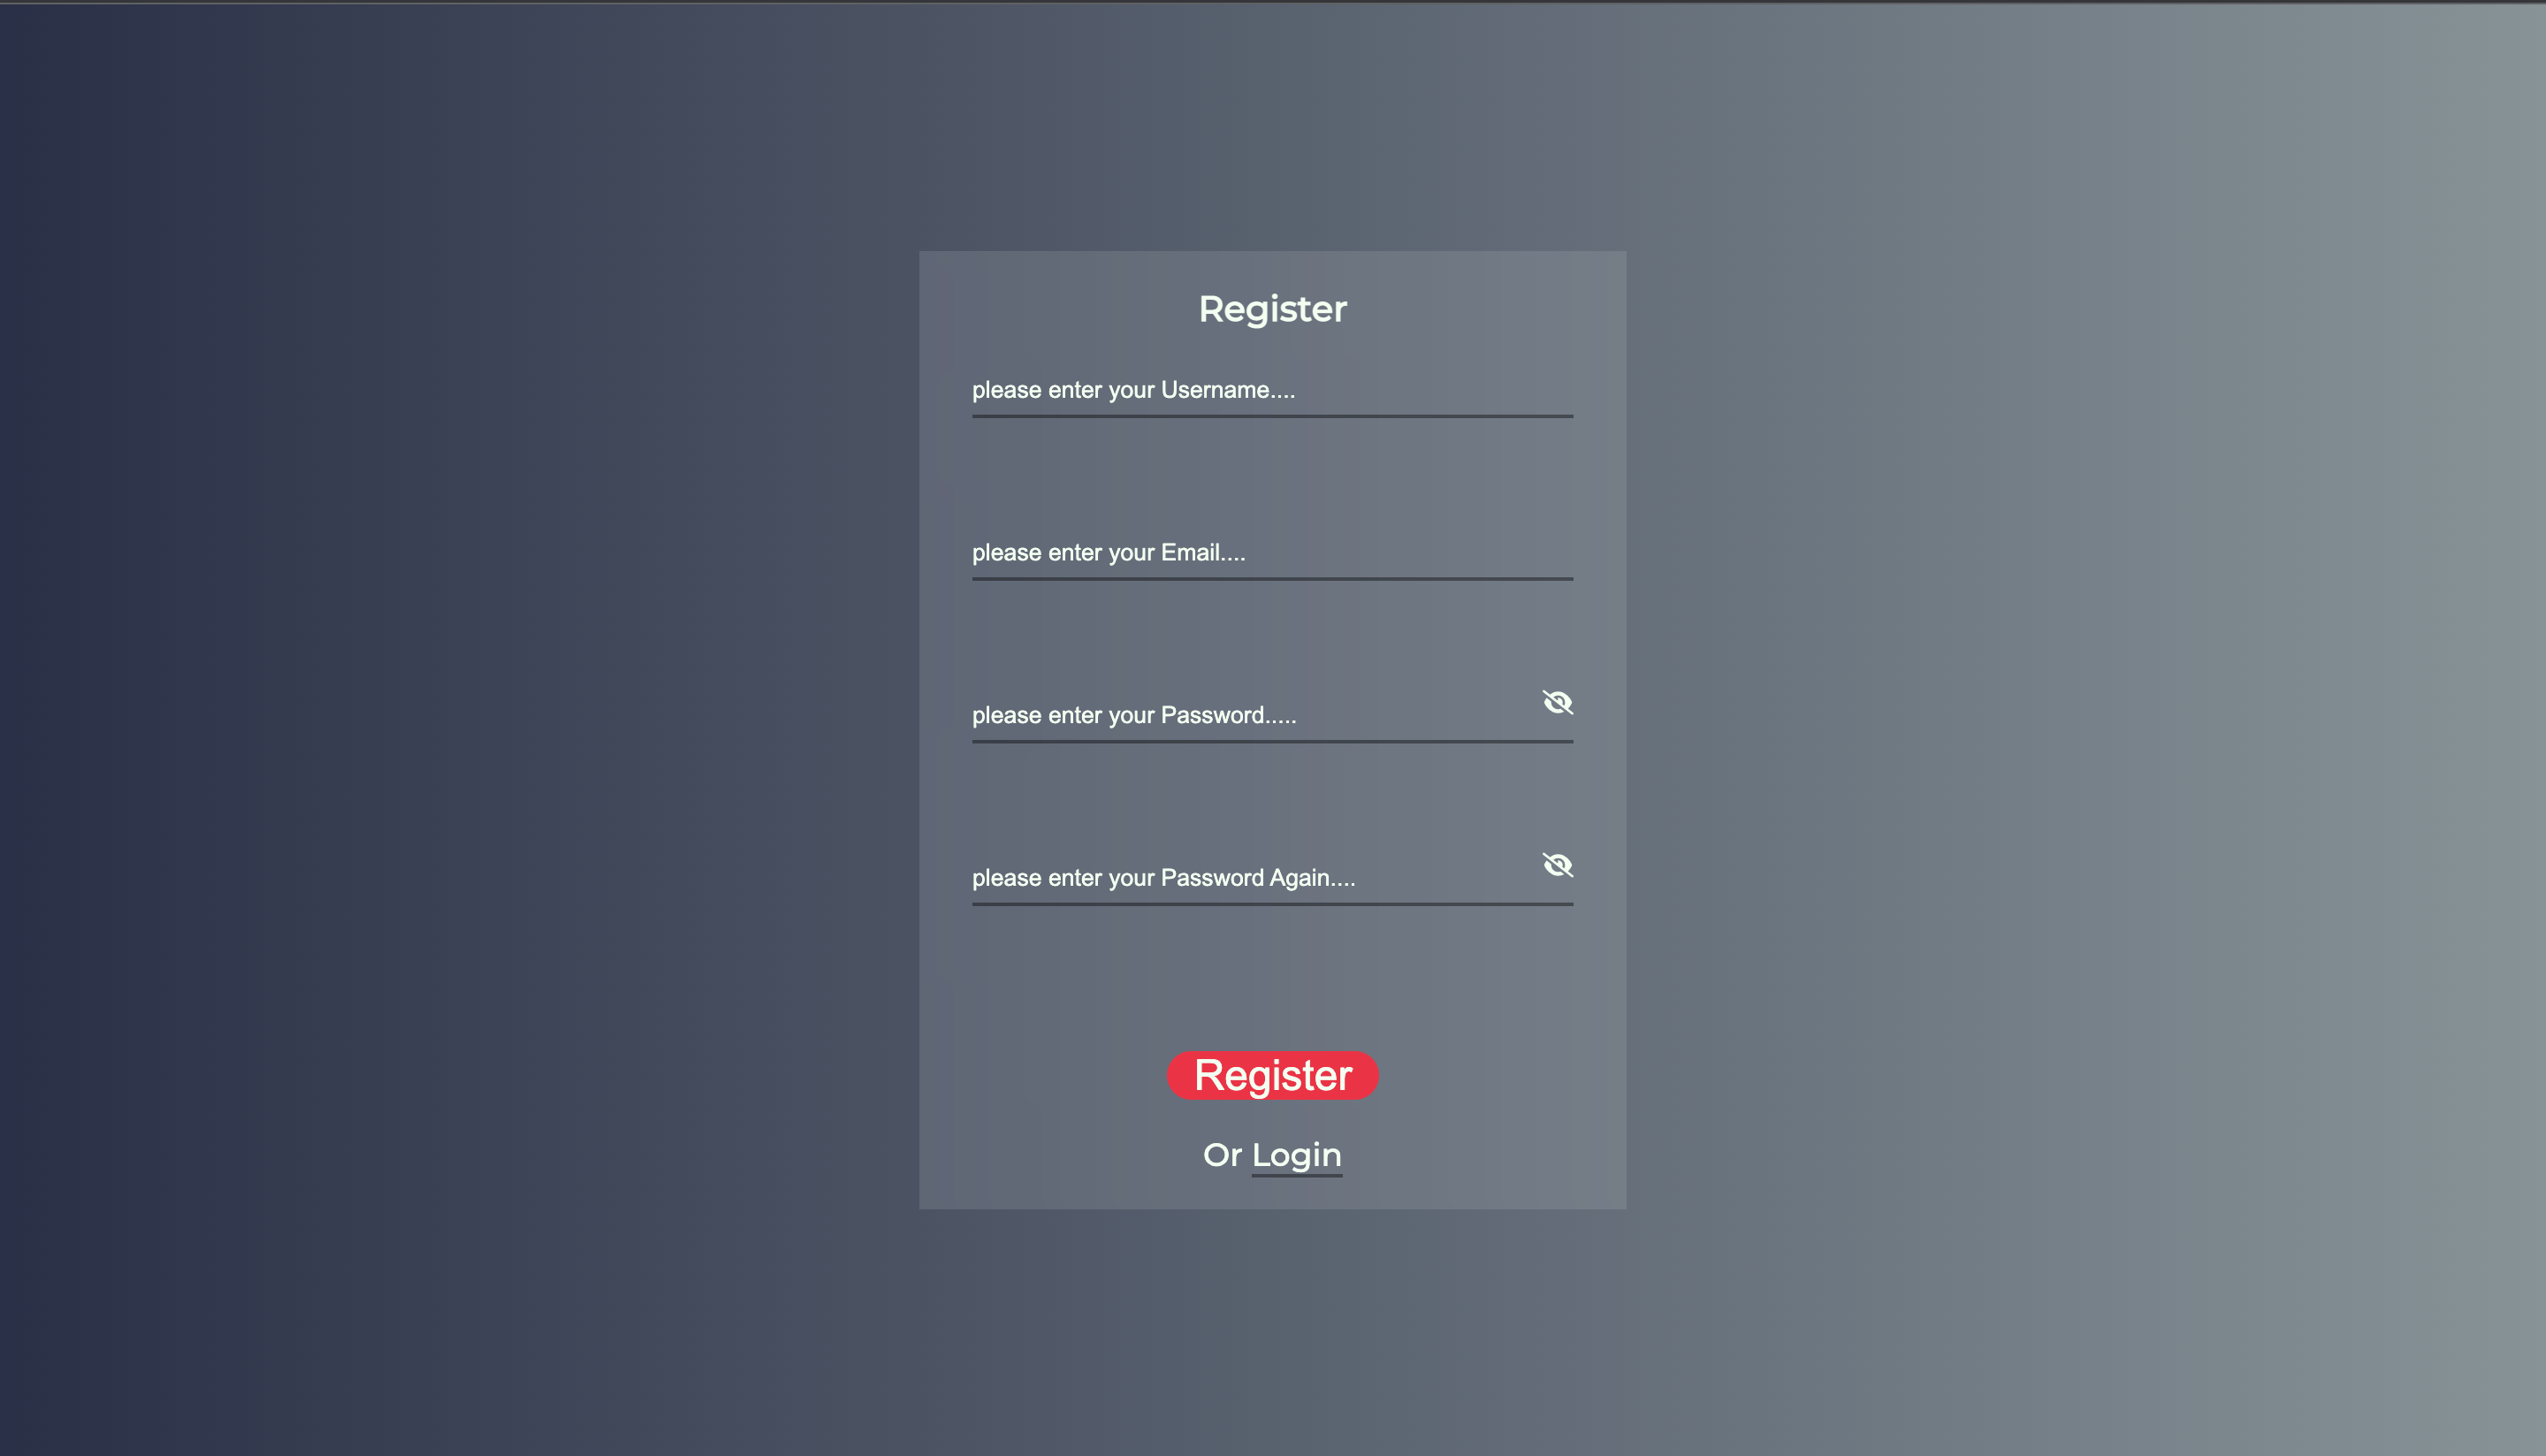 Register
please enter your Username....
please enter your Email....
please enter your Password.....
please enter your Password Again....
Register
Or Login